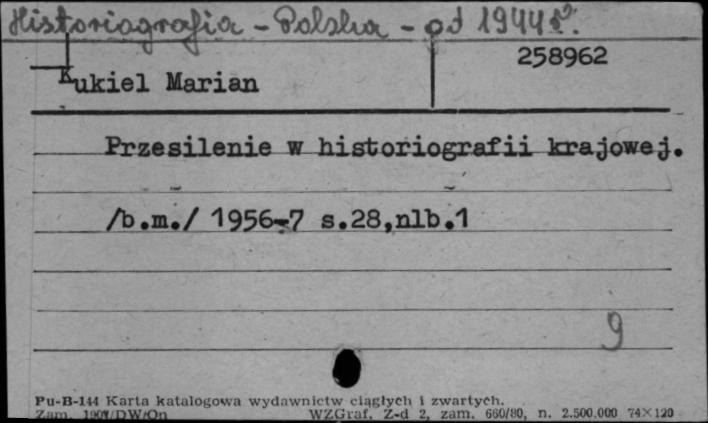 Historiografia - Polska - od 1944 r.
258962
Kukiel Marian
Przesilenie w historiografii krajowej.
/b.m./ 1956-7 s.28,nlb.1
9
Pu-B-144 Karta katalogowa wydawnictw ciągłych i zwartych.
Zam. /DW/On WZGraf. Z-d 2, zam. 660/80, n. 2.500.000 74×120